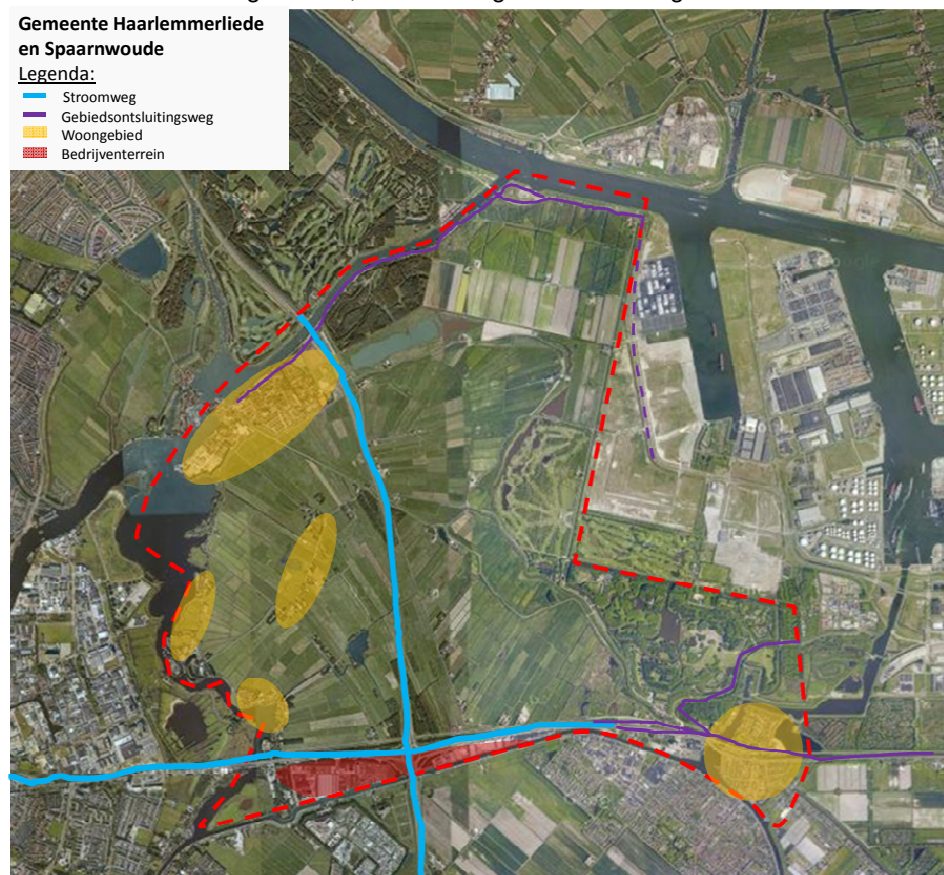 Gemeente Haarlemmerliede
en Spaarnwoude
Legenda:
Stroomweg
Gebiedsontsluitingsweg
Woongebied
Bedrijventerrein